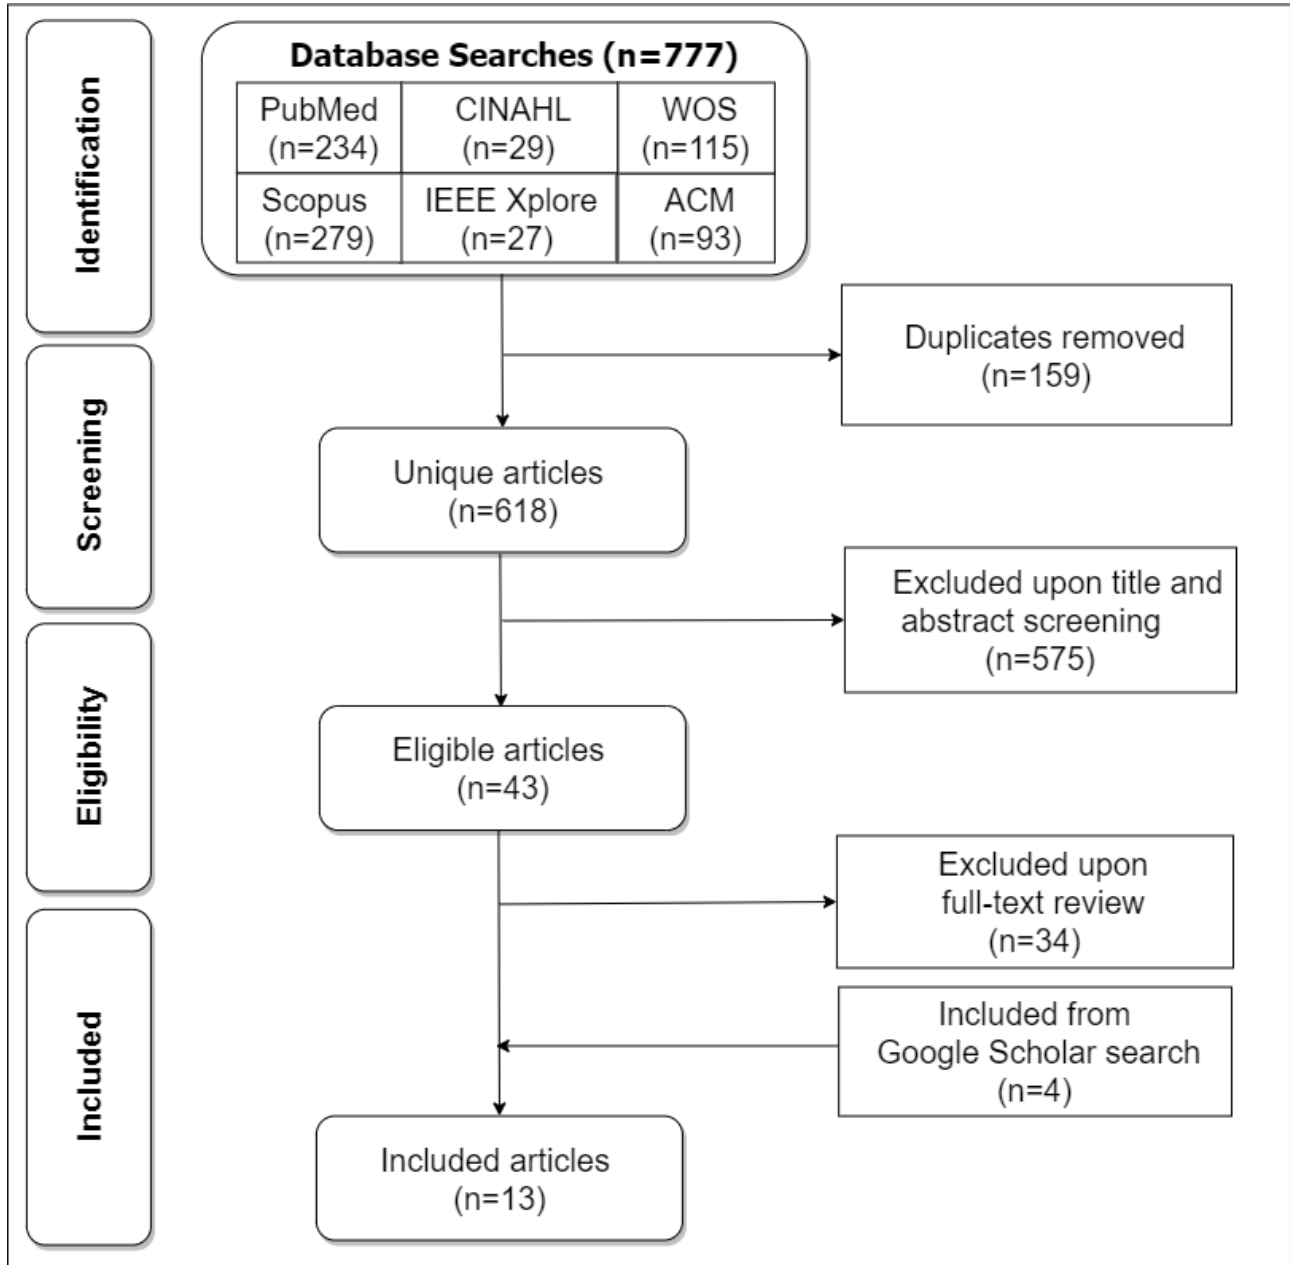 Identification
Database Searches (n=777)
PubMed
(n=234)
CINAHL
(n=29)
WOS
(n=115)
Scopus
(n=279)
IEEE Xplore
(n=27)
ACM
(n=93)
Duplicates removed
(n=159)
Screening
Unique articles
(n=618)
Excluded upon title and
abstract screening
(n=575)
Eligibility
Eligible articles
(n=43)
Excluded upon
full-text review
(n=34)
Included
Included from
Google Scholar search
(n=4)
Included articles
(n=13)